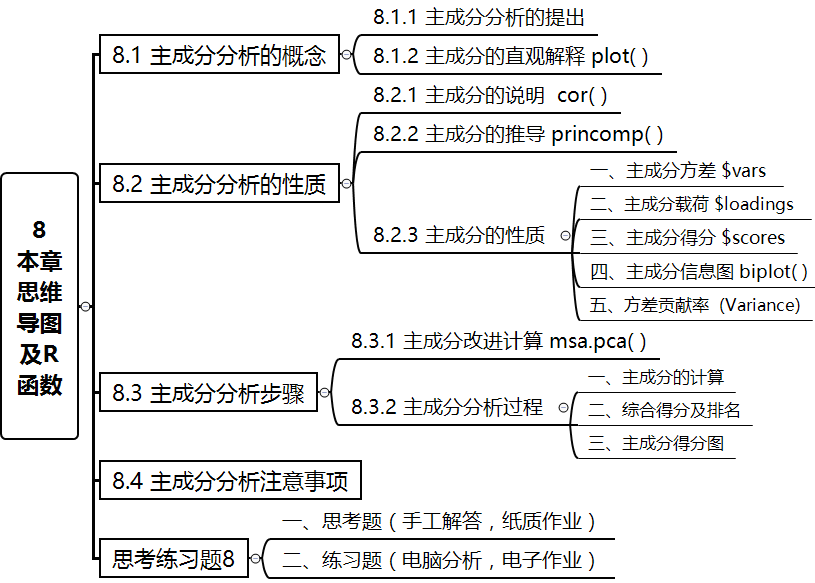 8
本章
思维
导图
及R
函数
8.1 主成分分析的概念
8.1.1 主成分分析的提出
8.1.2 主成分的直观解释 plot( )
8.2 主成分分析的性质
8.2.1 主成分的说明  cor( )
8.2.2 主成分的推导 princomp( )
8.2.3 主成分的性质
一、主成分方差 $vars
二、主成分载荷 $loadings
三、主成分得分 $scores
四、主成分信息图 biplot( )
五、方差贡献率（Variance)
8.3 主成分分析步骤
8.3.1 主成分改进计算 msa.pca( )
8.3.2 主成分分析过程
一、主成分的计算
二、综合得分及排名
三、主成分得分图
8.4 主成分分析注意事项
思考练习题8
一、思考题（手工解答，纸质作业）
二、练习题（电脑分析，电子作业）